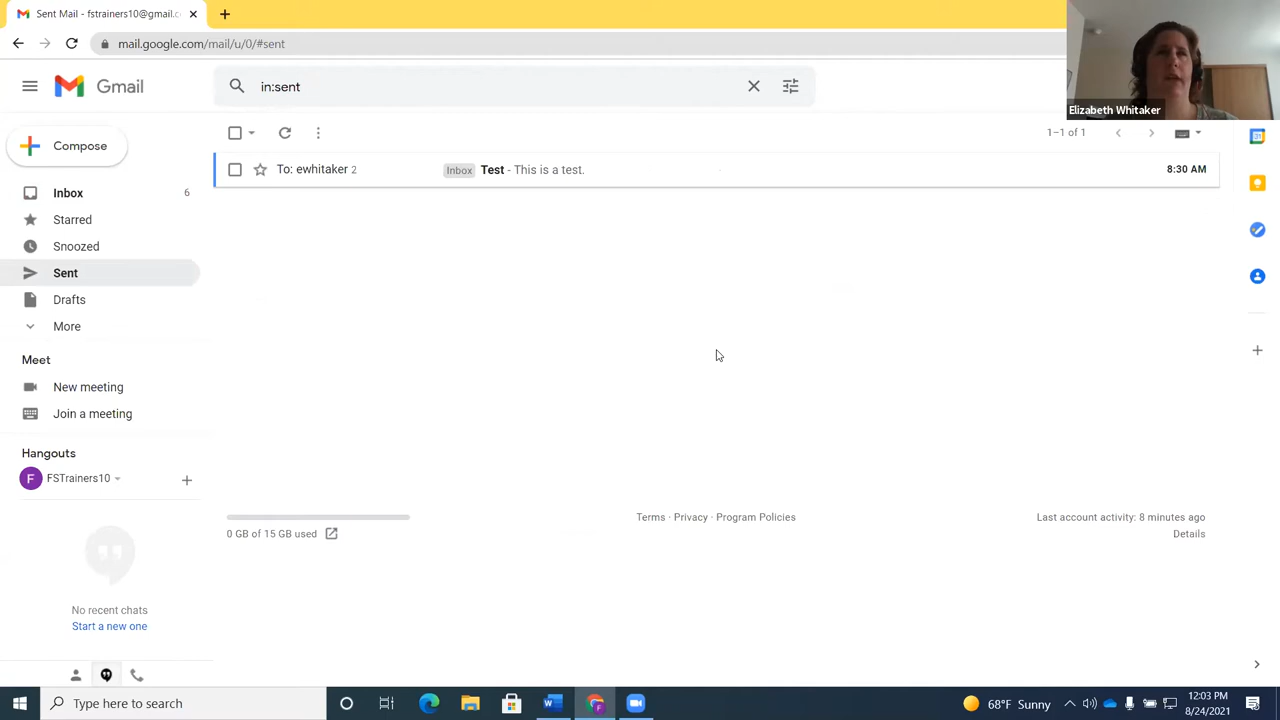 Sent Mail - fstrainers10@gmail.c
mail.google.com/mail/u/0/#sent
Elizabeth Whitaker
Gmail
in:sent
Compose
1–1 of 1
31
To: ewhitaker 2
Inbox
Test - This is a test.
8:30 AM
Inbox
6
Starred
Snoozed
Sent
Drafts
More
Meet
New meeting
Join a meeting
Hangouts
F
FSTrainers10
0 GB of 15 GB used
Terms · Privacy · Program Policies
Last account activity: 8 minutes ago
Details
No recent chats
Start a new one
Type here to search
68°F Sunny
12:03 PM
8/24/2021